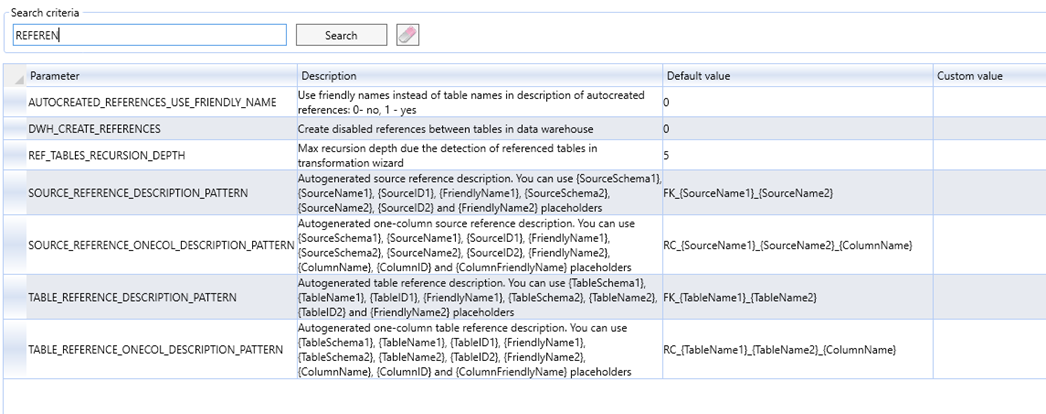 Search criteria
REFEREN
Search
Parameter Description Default value Custom value
AUTOCREATED_REFERENCES_USE_FRIENDLY_NAME
Use friendly names instead of table names in description of autocreated
references: 0- no, 1 - yes
0
DWH_CREATE_REFERENCES
Create disabled references between tables in data warehouse
0
REF_TABLES_RECURSION_DEPTH
Max recursion depth due the detection of referenced tables in
transformation wizard
5
SOURCE_REFERENCE_DESCRIPTION_PATTERN
Autogenerated source reference description. You can use {SourceSchema1},
{SourceName1}, {SourceID1}, {FriendlyName1}, {SourceSchema2},
{SourceName2}, {SourceID2} and {FriendlyName2} placeholders
FK_{SourceName1}_{SourceName2}
SOURCE_REFERENCE_ONECOL_DESCRIPTION_PATTERN
Autogenerated one-column source reference description. You can use
{SourceSchema1}, {SourceName1}, {SourceID1}, {FriendlyName1},
{SourceSchema2}, {SourceName2}, {SourceID2}, {FriendlyName2},
{ColumnName}, {ColumnID} and {ColumnFriendlyName} placeholders
RC_{SourceName1}_{SourceName2}_{ColumnName}
TABLE_REFERENCE_DESCRIPTION_PATTERN
Autogenerated table reference description. You can use {TableSchema1},
{TableName1}, {TableID1}, {FriendlyName1}, {TableSchema2}, {TableName2},
{TableID2} and {FriendlyName2} placeholders
FK_{TableName1}_{TableName2}
TABLE_REFERENCE_ONECOL_DESCRIPTION_PATTERN
Autogenerated one-column table reference description. You can use
{TableSchema1}, {TableName1}, {TableID1}, {FriendlyName1},
{TableSchema2}, {TableName2}, {TableID2}, {FriendlyName2},
{ColumnName}, {ColumnID} and {ColumnFriendlyName} placeholders
RC_{TableName1}_{TableName2}_{ColumnName}